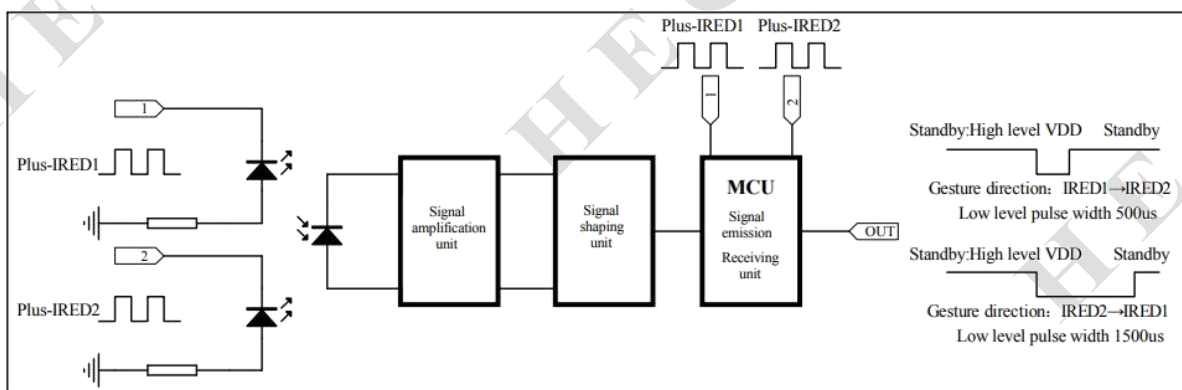 Plus-IRED1 Plus-IRED2
1
2
1
Plus-IRED1
2
Plus-IRED2
Signal
amplification
unit
Signal
shaping
unit
MCU
Signal
emission
Receiving
unit
OUT
Standby:High level VDD Standby
Gesture direction: IRED1→IRED2
Low level pulse width 500us
Standby:High level VDD Standby
Gesture direction: IRED2→IRED1
Low level pulse width 1500us
H E
H E
H E